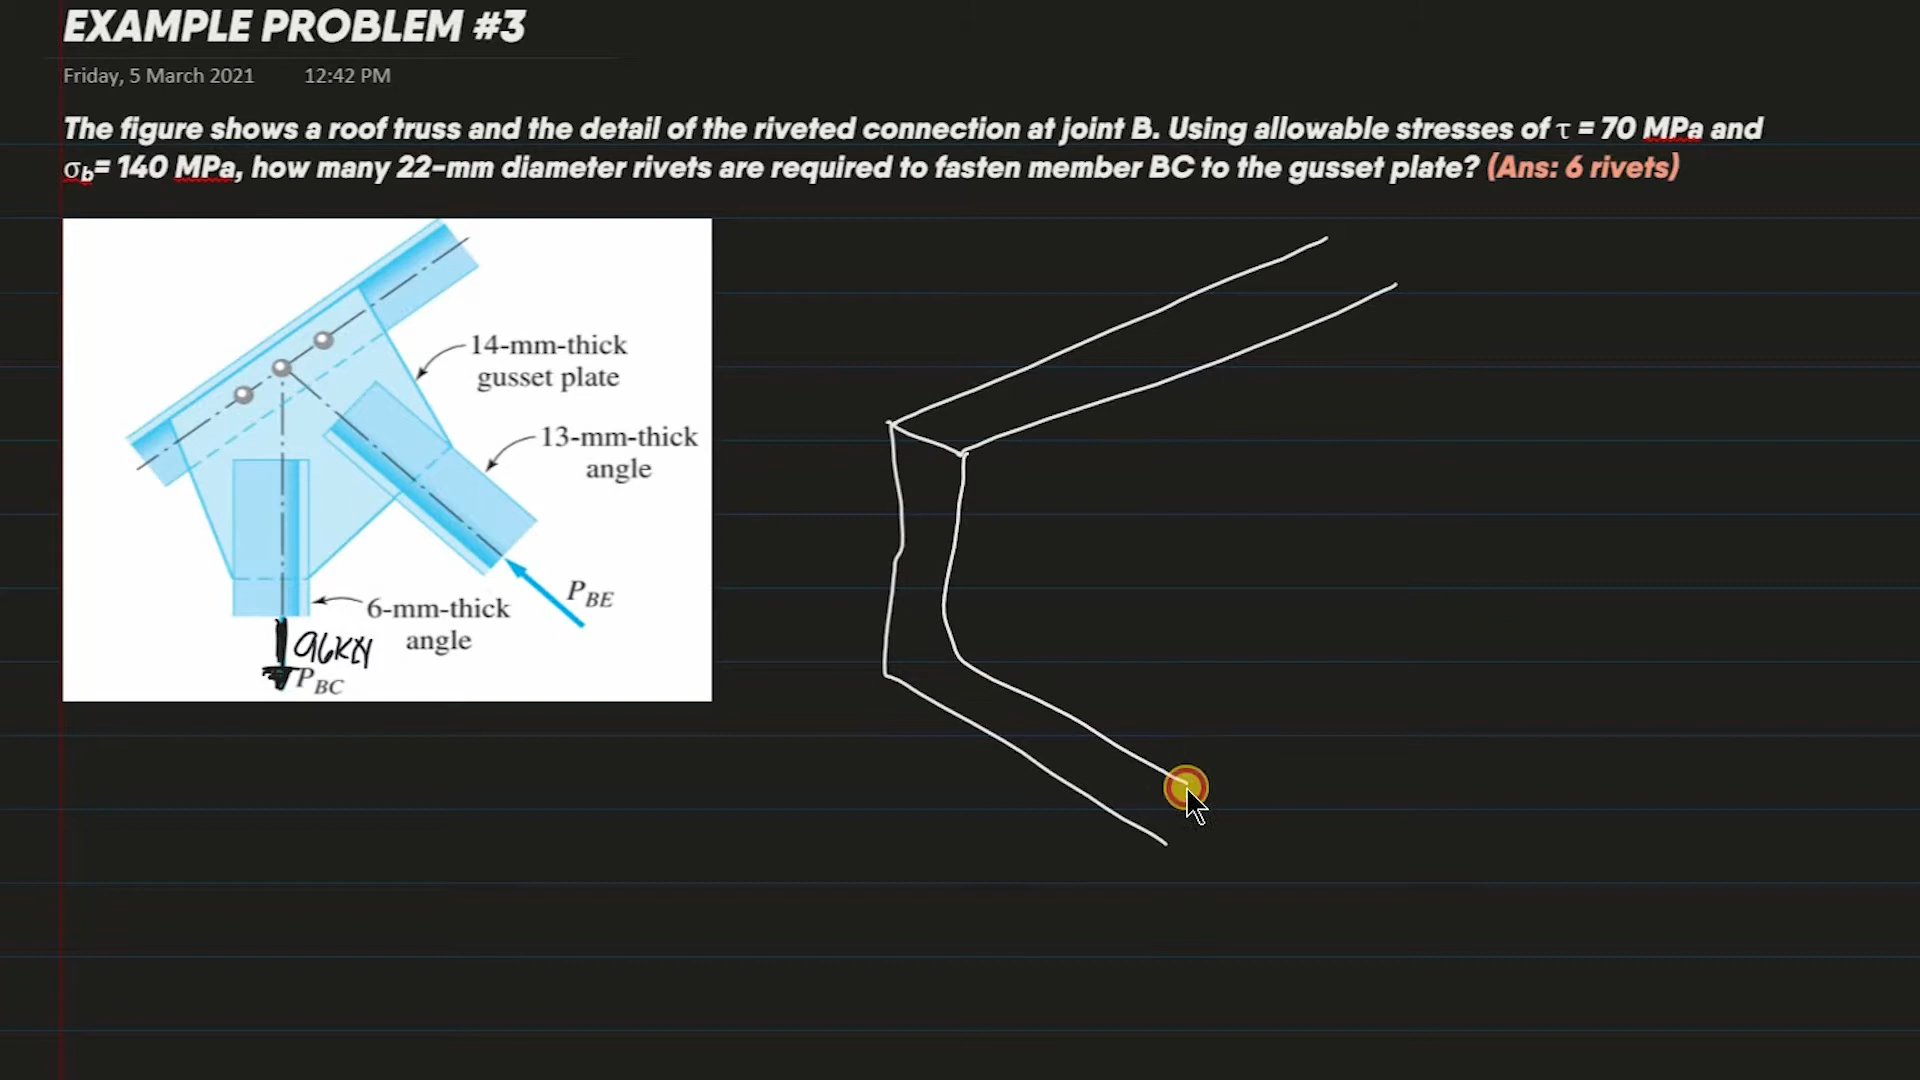 EXAMPLE PROBLEM #3
Friday, 5 March 2021 12:42 PM
The figure shows a roof truss and the detail of the riveted connection at joint B. Using allowable stresses of τ = 70 MPa and
σb= 140 MPa, how many 22-mm diameter rivets are required to fasten member BC to the gusset plate? (Ans: 6 rivets)
14-mm-thick
gusset plate
13-mm-thick
angle
PBE
6-mm-thick
angle
96KN
PBC